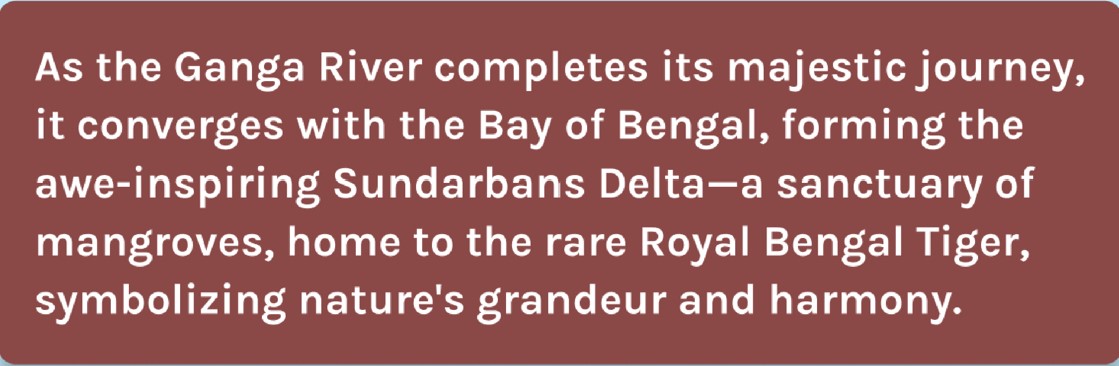 As the Ganga River completes its majestic journey,
it converges with the Bay of Bengal, forming the
awe-inspiring Sundarbans Delta—a sanctuary of
mangroves, home to the rare Royal Bengal Tiger,
symbolizing nature's grandeur and harmony.